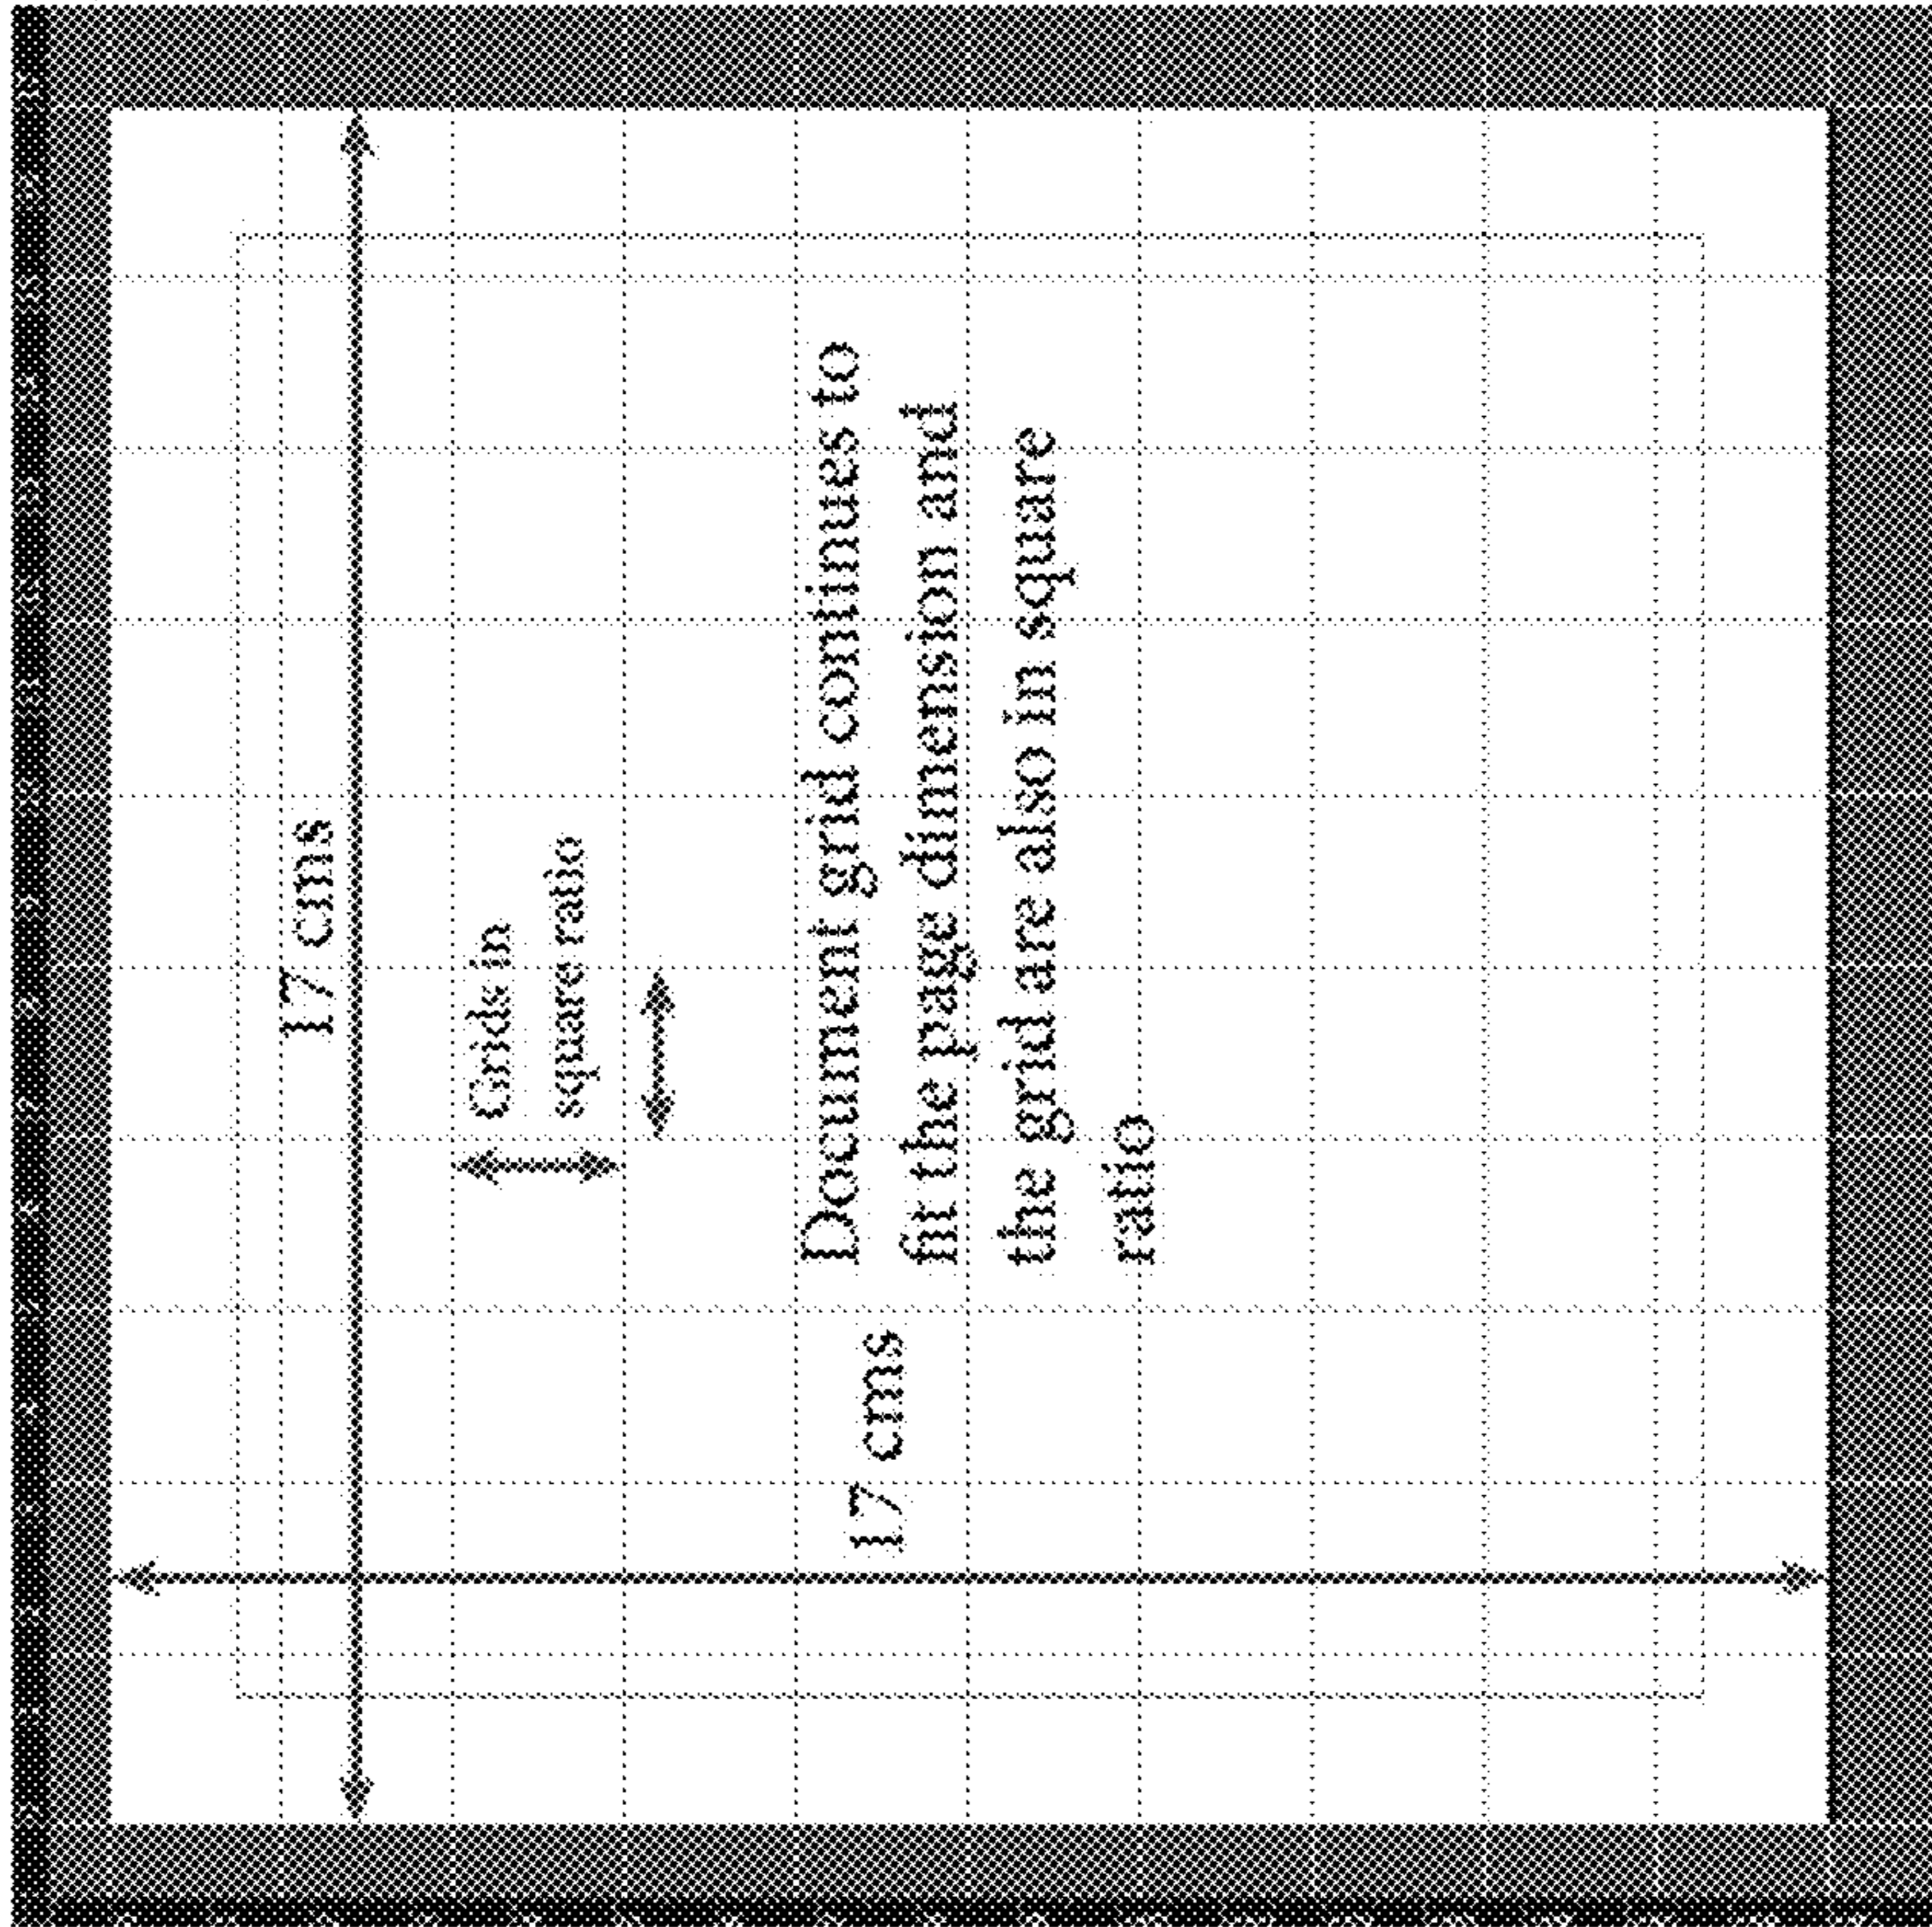 17 cms
Grids in
square ratio
Document grid continues to
fit the page dimension and
the grid are also in square
ratio
17 cms